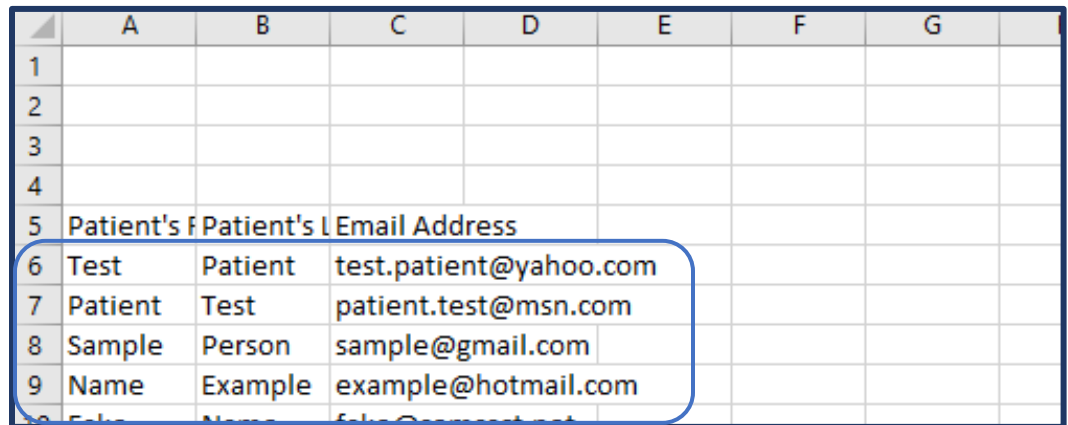 A B C D E F G
1
2
3
4
5 Patient's F Patient's L Email Address
6 Test Patient test.patient@yahoo.com
7 Patient Test patient.test@msn.com
8 Sample Person sample@gmail.com
9 Name Example example@hotmail.com